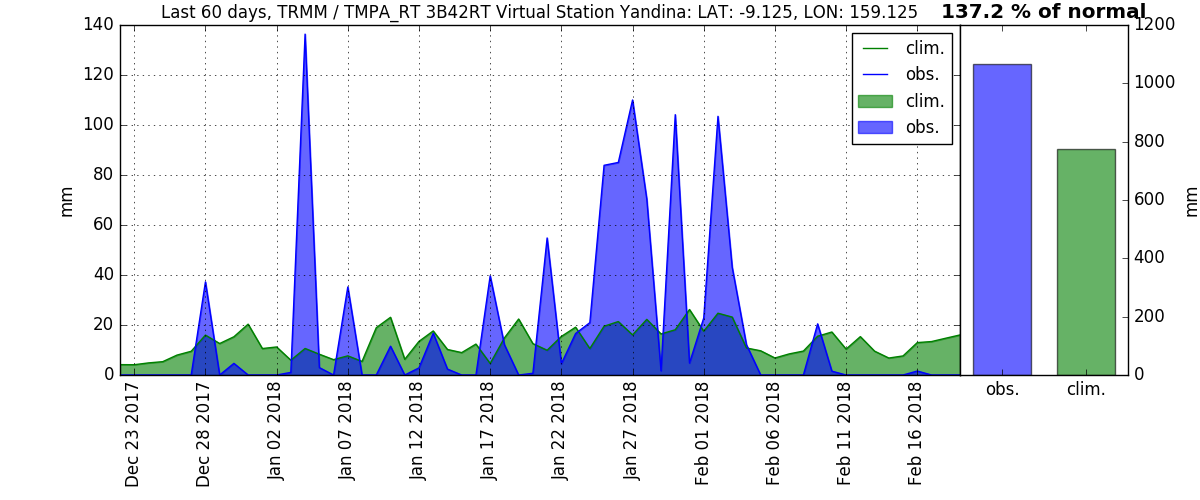 Last 60 days, TRMM / TMPA_RT 3B42RT Virtual Station Yandina: LAT: -9.125, LON: 159.125
137.2 % of normal
140
120
100
80
60
40
20
0
mm
clim.
obs.
clim.
obs.
1200
1000
800
600
400
200
0
mm
Dec 23 2017
Dec 28 2017
Jan 02 2018
Jan 07 2018
Jan 12 2018
Jan 17 2018
Jan 22 2018
Jan 27 2018
Feb 01 2018
Feb 06 2018
Feb 11 2018
Feb 16 2018
obs.
clim.